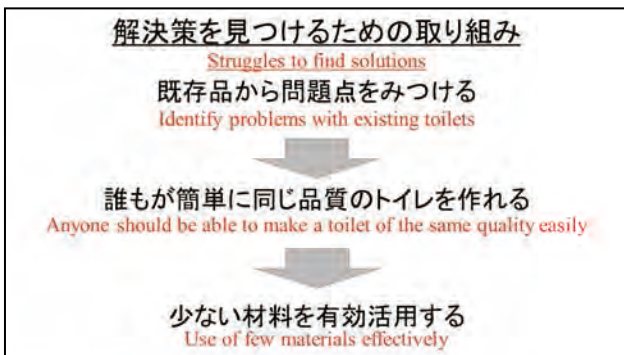 解決策を見つけるための取り組み
Struggles to find solutions
既存品から問題点をみつける
Identify problems with existing toilets
誰もが簡単に同じ品質のトイレを作れる
Anyone should be able to make a toilet of the same quality easily
少ない材料を有効活用する
Use of few materials effectively